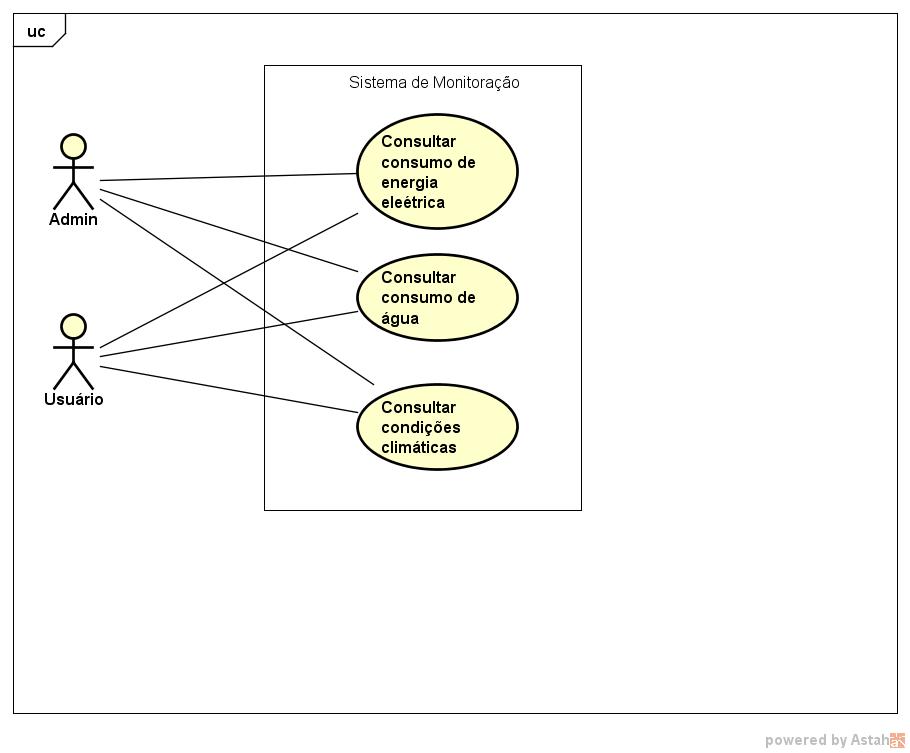 uc
Sistema de Monitoração
Consultar
consumo de
energia
eleétrica
Admin
Consultar
consumo de
água
Usuário
Consultar
condições
climáticas
powered by Astah